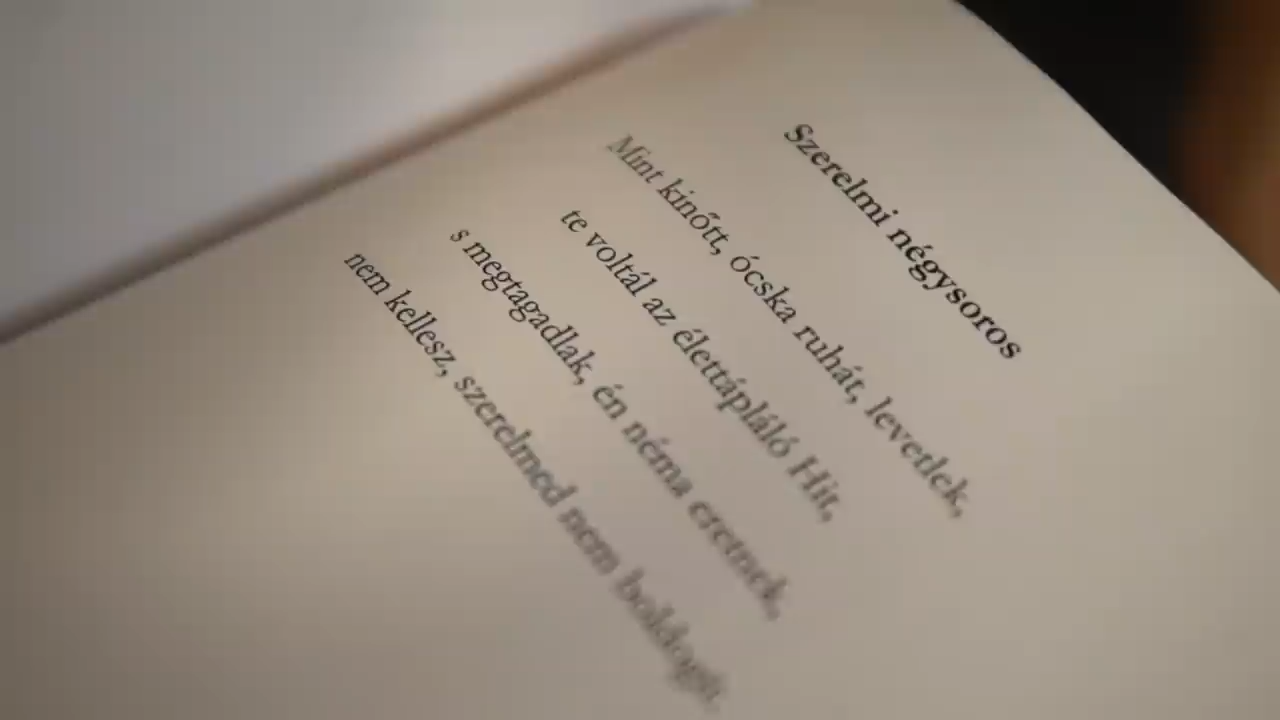 Szerelmi négysoros
Mint kinőtt, ócska ruhát, levetlek,
te voltál az élettápláló Hit,
s megtagadlak, én néma eretnek,
nem kellesz, szerelmed nem boldogít.